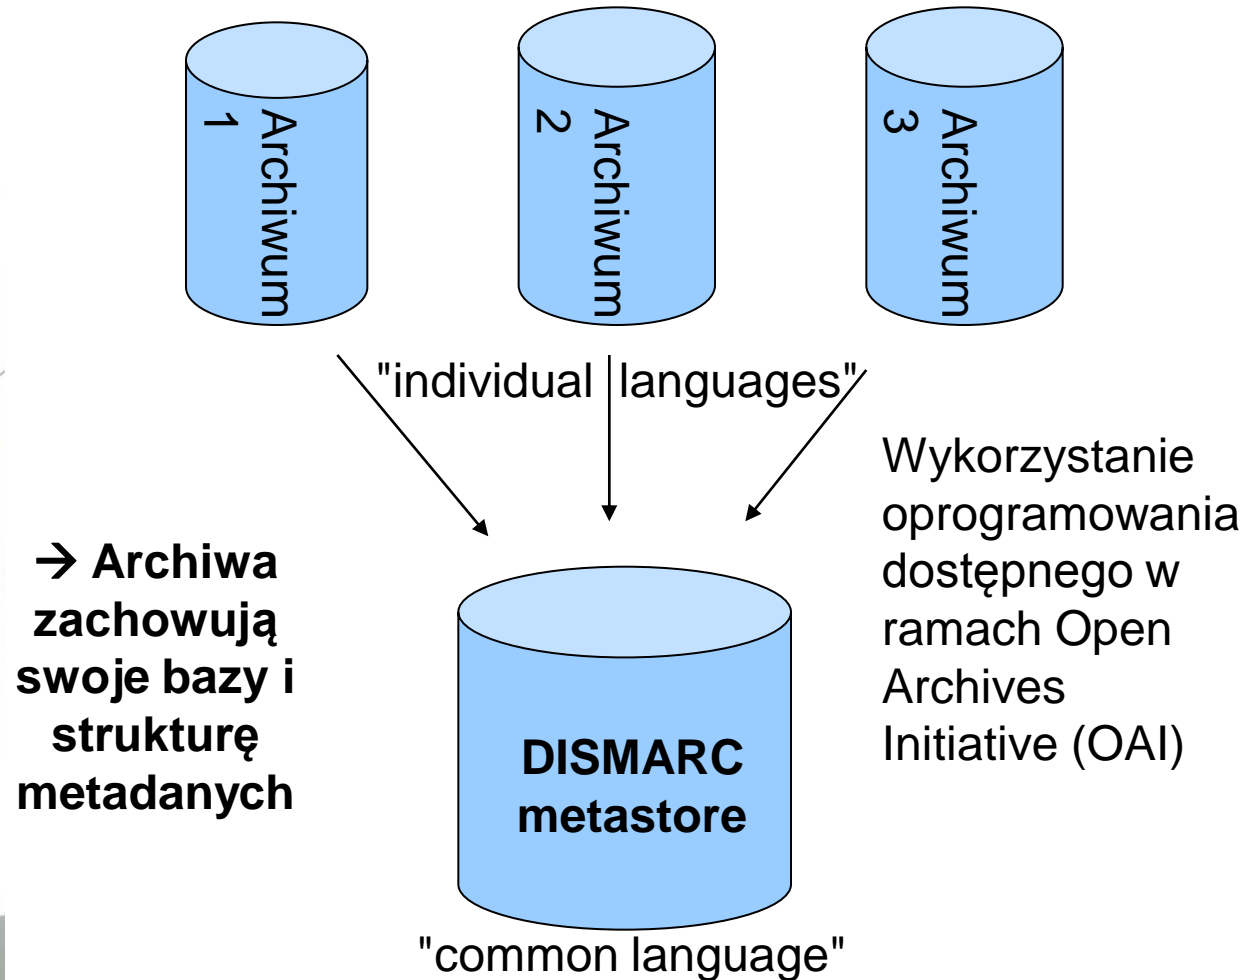 Archiwum
1
Archiwum
2
Archiwum
3
"individual languages"
→ Archiwa
zachowują
swoje bazy i
strukturę
metadanych
Wykorzystanie
oprogramowania
dostępnego w
ramach Open
Archives
Initiative (OAI)
DISMARC
metastore
"common language"